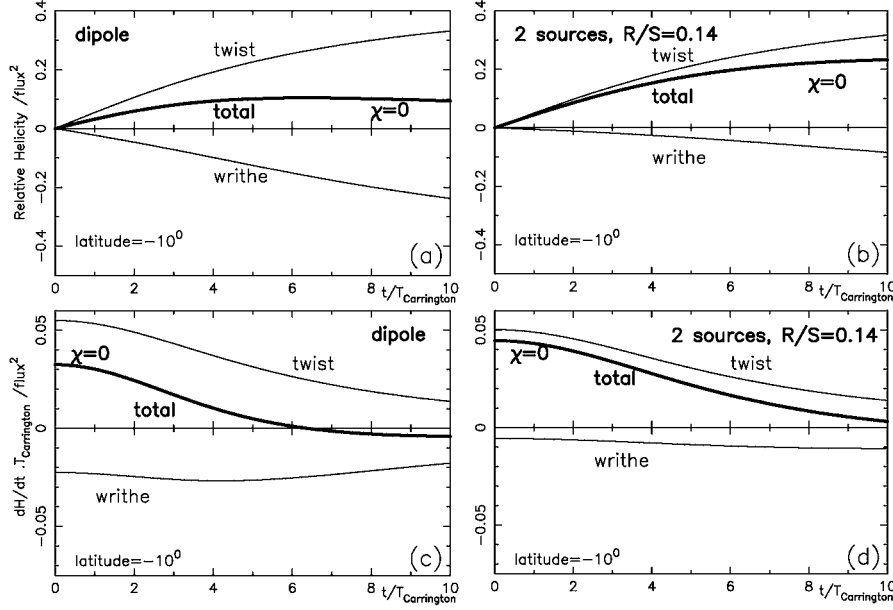 dipole
twist
total
χ=0
writhe
latitude=−10⁰
(a)
0.4
0.2
0
−0.2
−0.4
Relative Helicity /flux²
0 2 4 6 8 10
t/T_Carrington
2 sources, R/S=0.14
twist
total
χ=0
writhe
latitude=−10⁰
(b)
0.4
0.2
0
−0.2
−0.4
0 2 4 6 8 10
t/T_Carrington
dipole
χ=0
twist
total
writhe
latitude=−10⁰
(c)
0.05
0
−0.05
dH/dt .T_Carrington /flux²
0 2 4 6 8 10
t/T_Carrington
2 sources, R/S=0.14
χ=0
twist
total
writhe
latitude=−10⁰
(d)
0.05
0
−0.05
0 2 4 6 8 10
t/T_Carrington